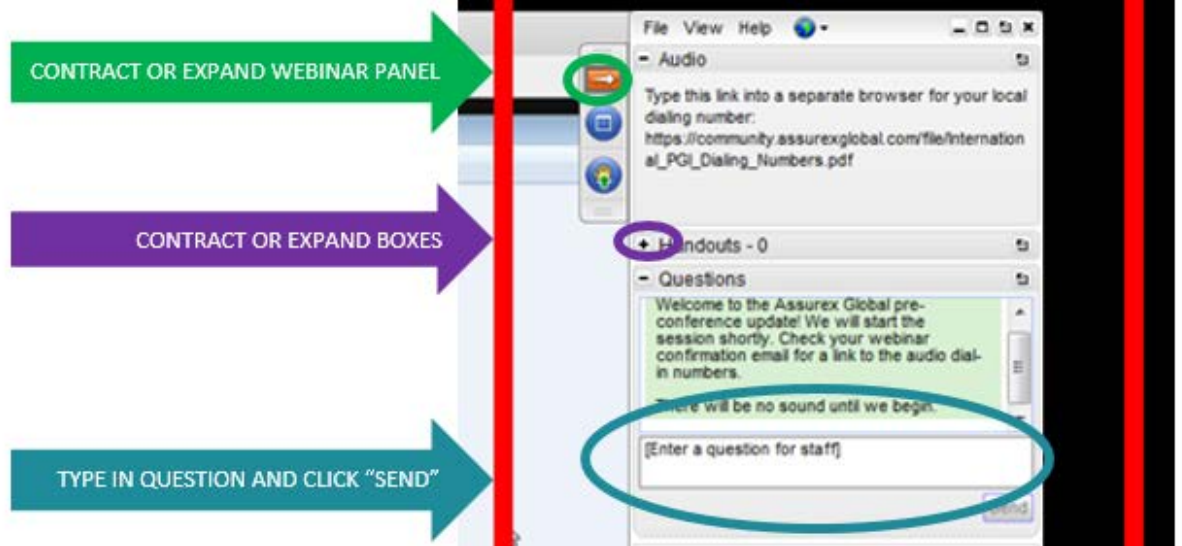 CONTRACT OR EXPAND WEBINAR PANEL
CONTRACT OR EXPAND BOXES
TYPE IN QUESTION AND CLICK “SEND”
File View Help
- Audio
Type this link into a separate browser for your local
dialing number:
https://community.assurexglobal.com/file/Internation
al_PGI_Dialing_Numbers.pdf
+ Handouts - 0
- Questions
Welcome to the Assurex Global pre-
conference update! We will start the
session shortly. Check your webinar
confirmation email for a link to the audio dial-
in numbers.
There will be no sound until we begin.
[Enter a question for staff]
Send